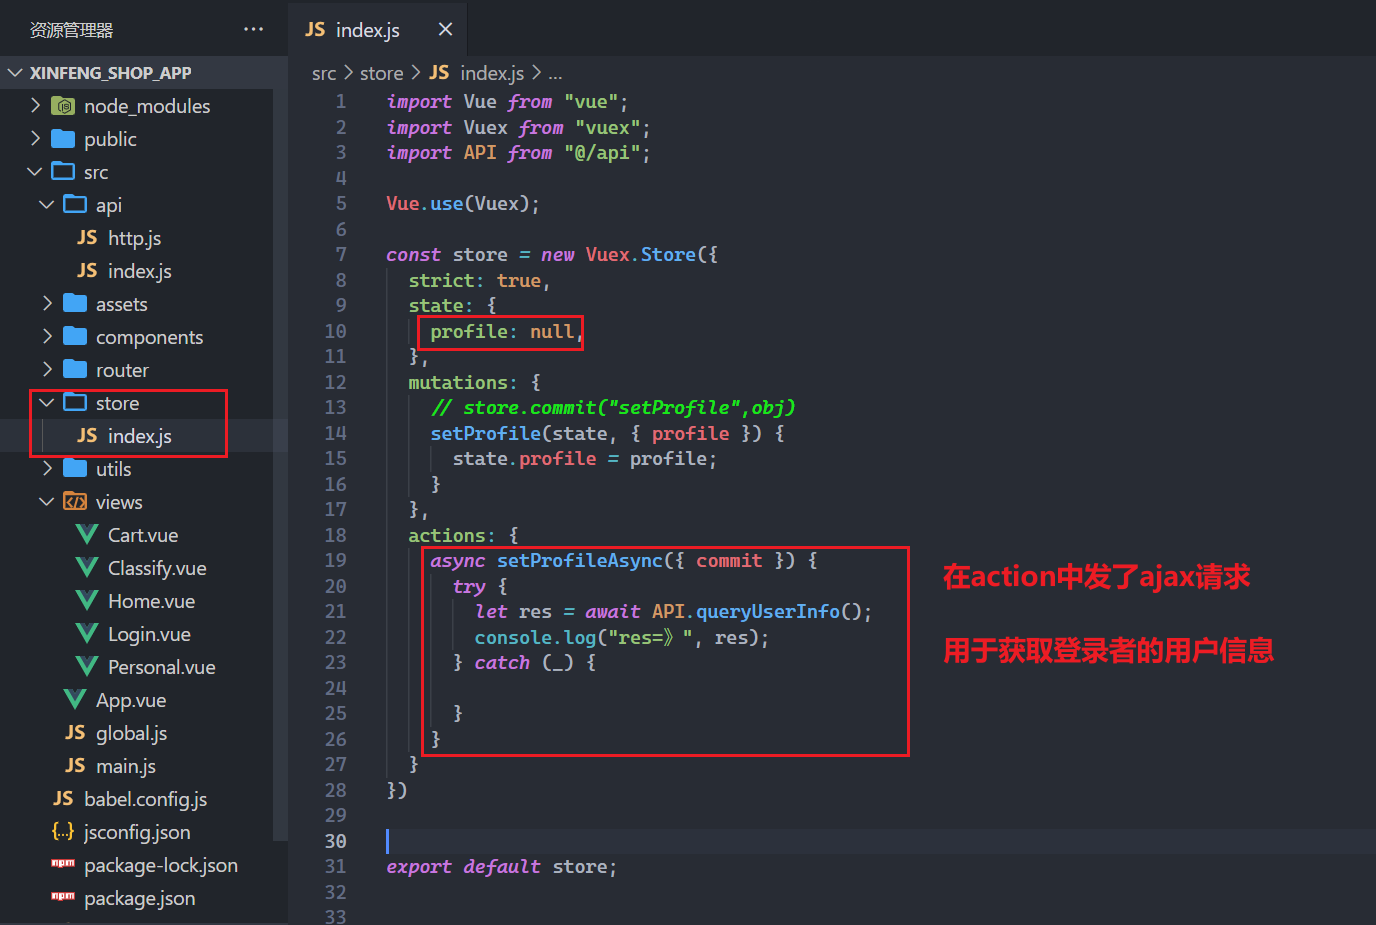 资源管理器
···
JS index.js ×
XINFENG_SHOP_APP
node_modules
public
src
api
JS http.js
JS index.js
assets
components
router
store
JS index.js
utils
views
Cart.vue
Classify.vue
Home.vue
Login.vue
Personal.vue
App.vue
JS global.js
JS main.js
JS babel.config.js
{..} jsconfig.json
npm package-lock.json
npm package.json
src > store > JS index.js > ...
1 import Vue from "vue";
2 import Vuex from "vuex";
3 import API from "@/api";
4
5 Vue.use(Vuex);
6
7 const store = new Vuex.Store({
8 strict: true,
9 state: {
10 profile: null,
11 },
12 mutations: {
13 // store.commit("setProfile",obj)
14 setProfile(state, { profile }) {
15 state.profile = profile;
16 }
17 },
18 actions: {
19 async setProfileAsync({ commit }) {
20 try {
21 let res = await API.queryUserInfo();
22 console.log("res=》", res);
23 } catch (_) {
24
25 }
26 }
27 }
28 })
29
30
31 export default store;
32
33
在action中发了ajax请求
用于获取登录者的用户信息